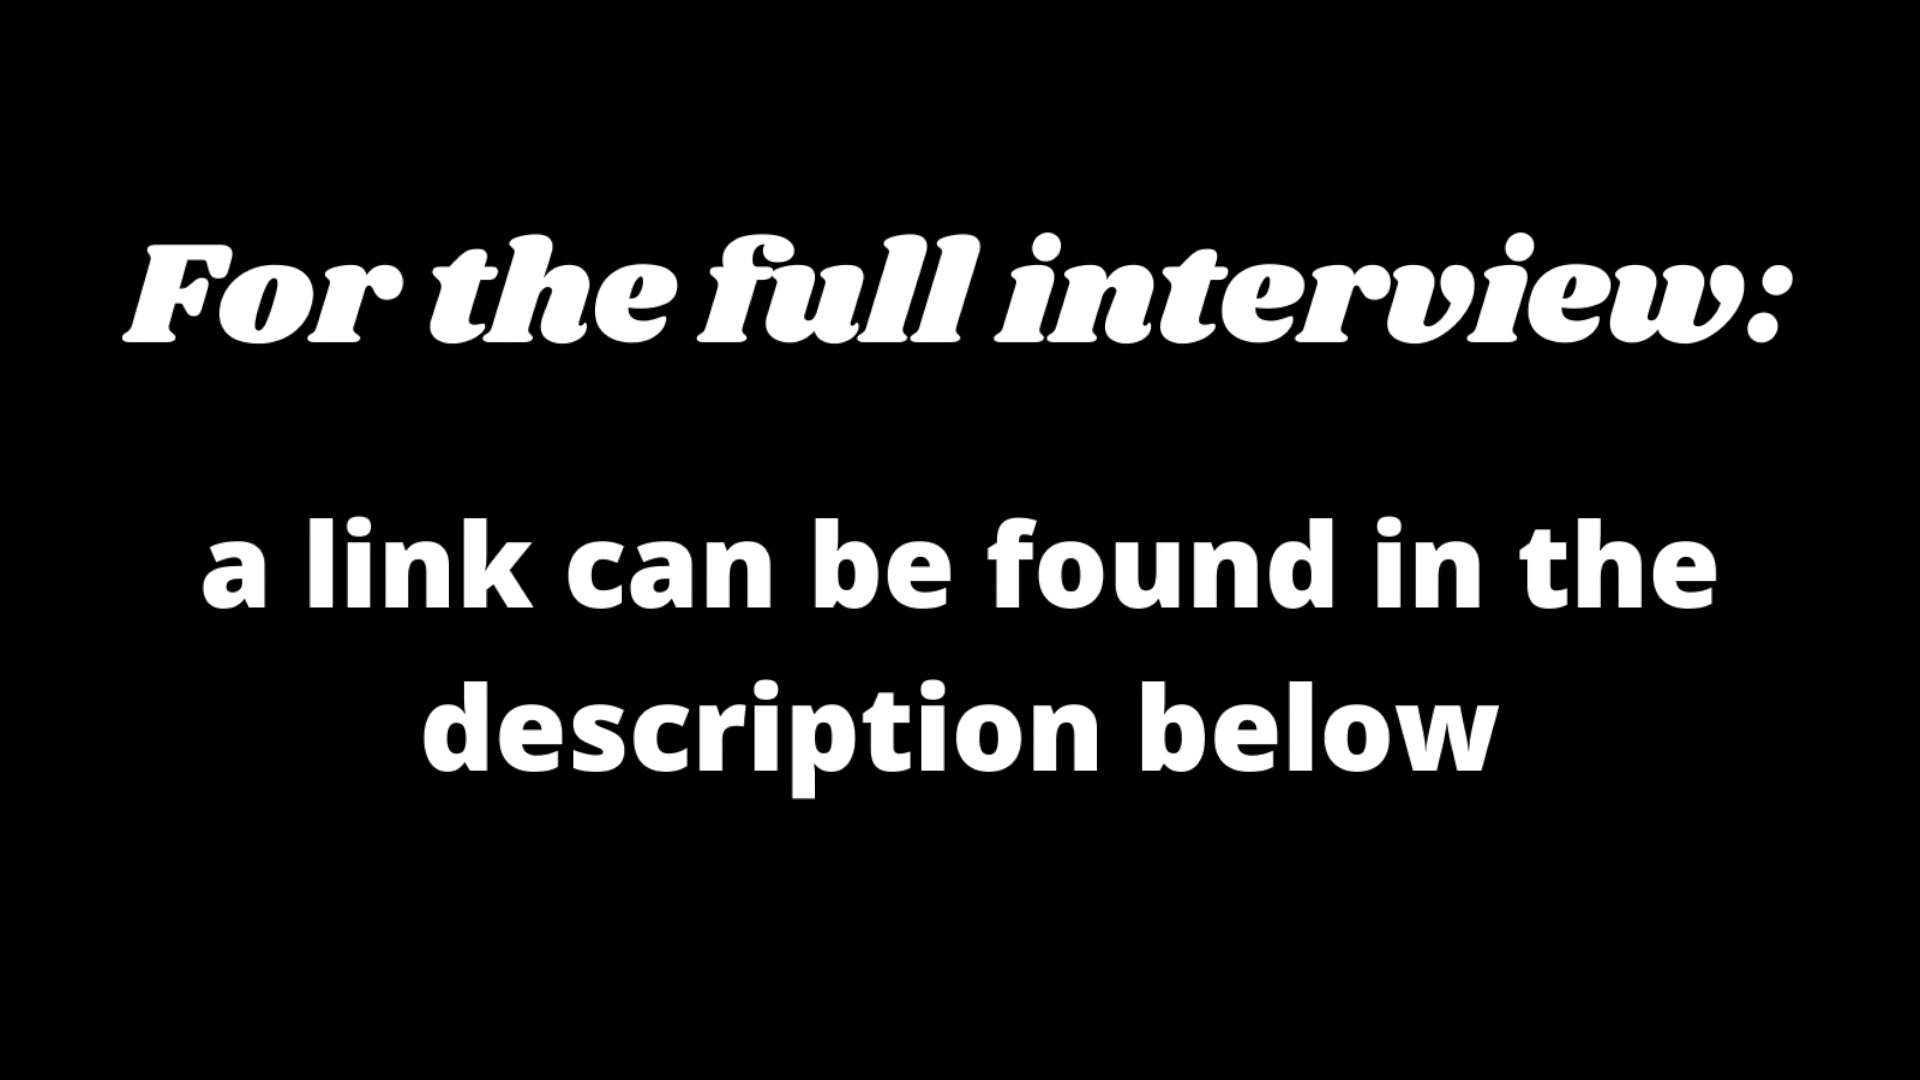 For the full interview:
a link can be found in the
description below